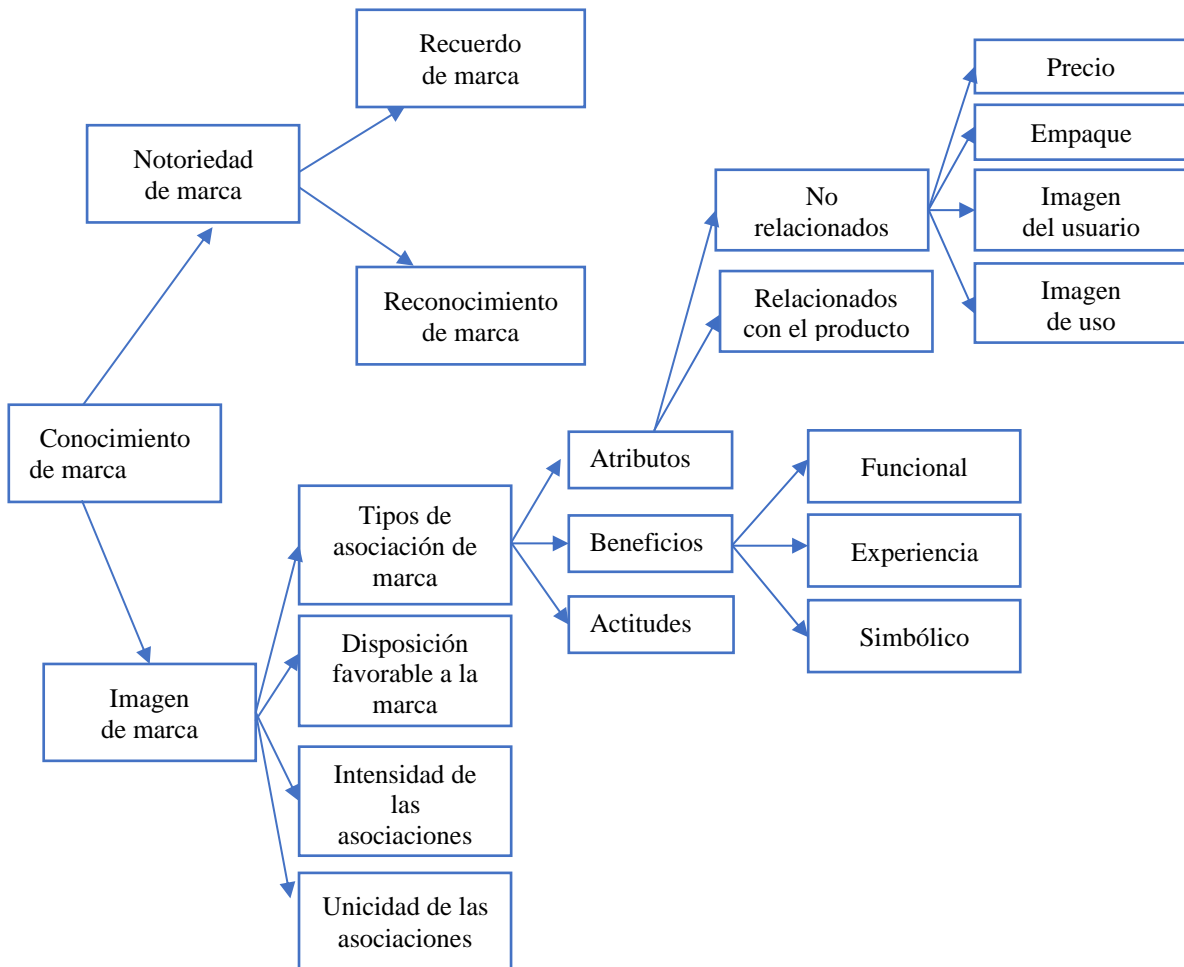 Recuerdo
de marca
Notoriedad
de marca
Reconocimiento
de marca
Conocimiento
de marca
Imagen
de marca
Tipos de
asociación de
marca
Disposición
favorable a la
marca
Intensidad de
las
asociaciones
Unicidad de las
asociaciones
Atributos
Beneficios
Actitudes
No
relacionados
Relacionados
con el producto
Precio
Empaque
Imagen
del usuario
Imagen
de uso
Funcional
Experiencia
Simbólico